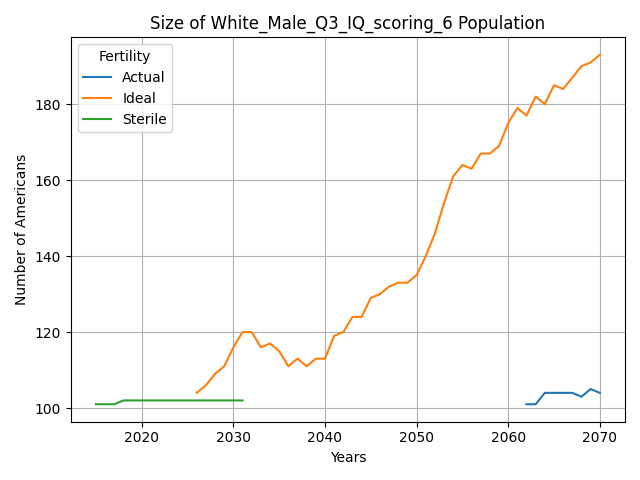 Size of White_Male_Q3_IQ_scoring_6 Population
Fertility
Actual
Ideal
Sterile
Number of Americans
180
160
140
120
100
2020 2030 2040 2050 2060 2070
Years